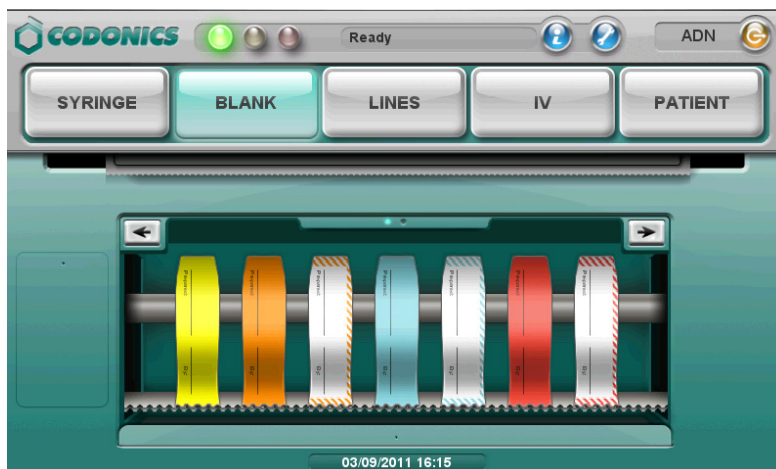 CODONICS Ready ADN
SYRINGE BLANK LINES IV PATIENT
03/09/2011 16:15